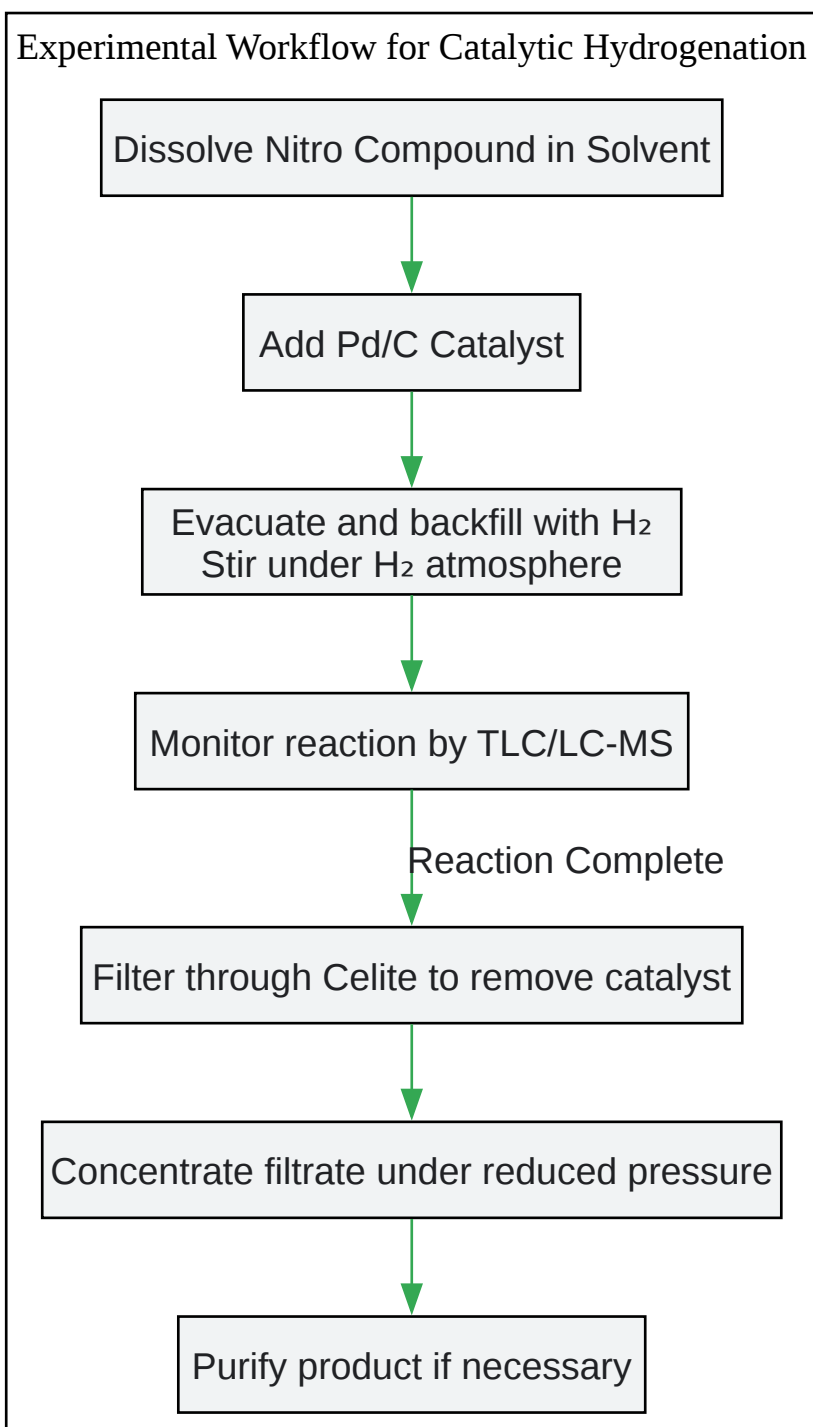 Experimental Workflow for Catalytic Hydrogenation
Dissolve Nitro Compound in Solvent
Add Pd/C Catalyst
Evacuate and backfill with H₂
Stir under H₂ atmosphere
Monitor reaction by TLC/LC-MS
Reaction Complete
Filter through Celite to remove catalyst
Concentrate filtrate under reduced pressure
Purify product if necessary